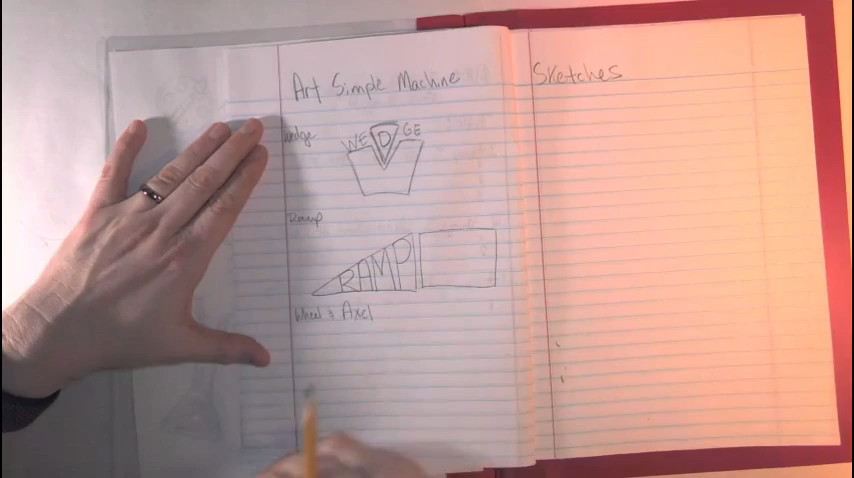 Art Simple Machine
Wedge
WEDGE
Ramp
RAMP
Wheel & Axel
Sketches